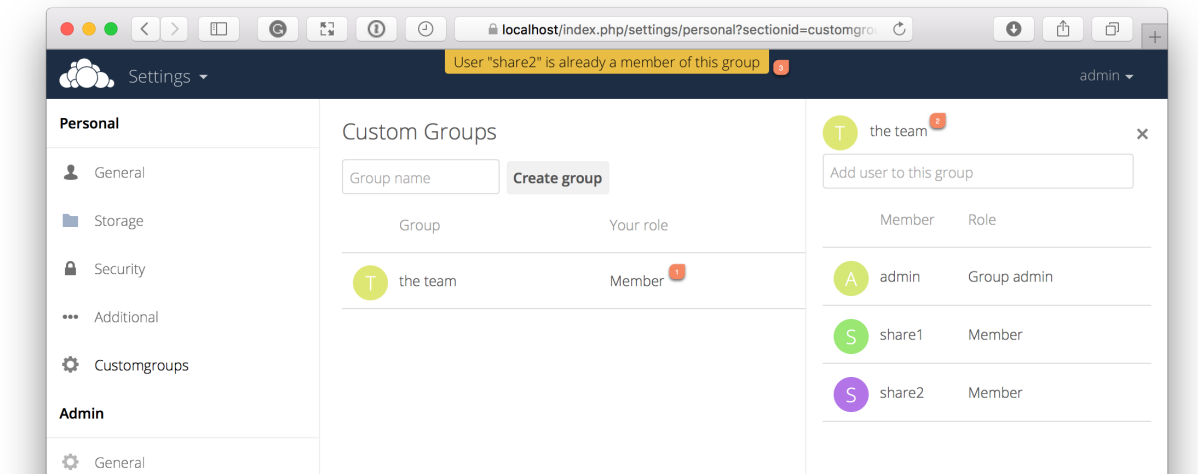 localhost/index.php/settings/personal?sectionid=customgro
User "share2" is already a member of this group
3
Settings
admin
Personal
General
Storage
Security
Additional
Customgroups
Admin
General
Custom Groups
Group name
Create group
Group Your role
T the team Member 1
T the team 2
Add user to this group
Member Role
A admin Group admin
S share1 Member
S share2 Member